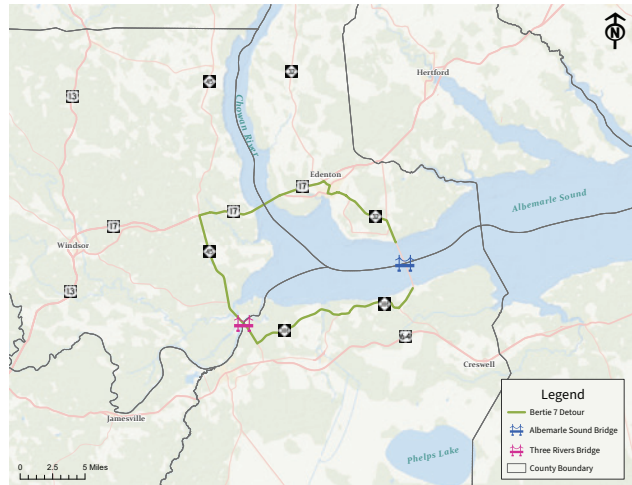 N
Hertford
13
Chowan River
Edenton
17
17
Albemarle Sound
17
Windsor
13
64
Creswell
Jamesville
Phelps Lake
0 2.5 5 Miles
Legend
Bertie 7 Detour
Albemarle Sound Bridge
Three Rivers Bridge
County Boundary